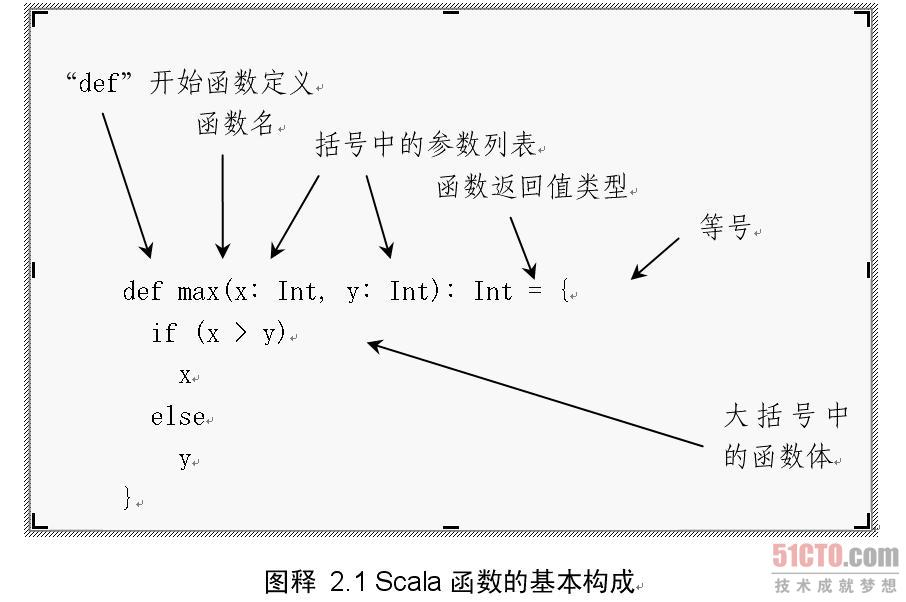 “def”开始函数定义
函数名
括号中的参数列表
函数返回值类型
等号
def max(x: Int, y: Int): Int = {
if (x > y)
x
else
y
}
大括号中
的函数体
图释 2.1 Scala 函数的基本构成
51CTO.com
技术成就梦想